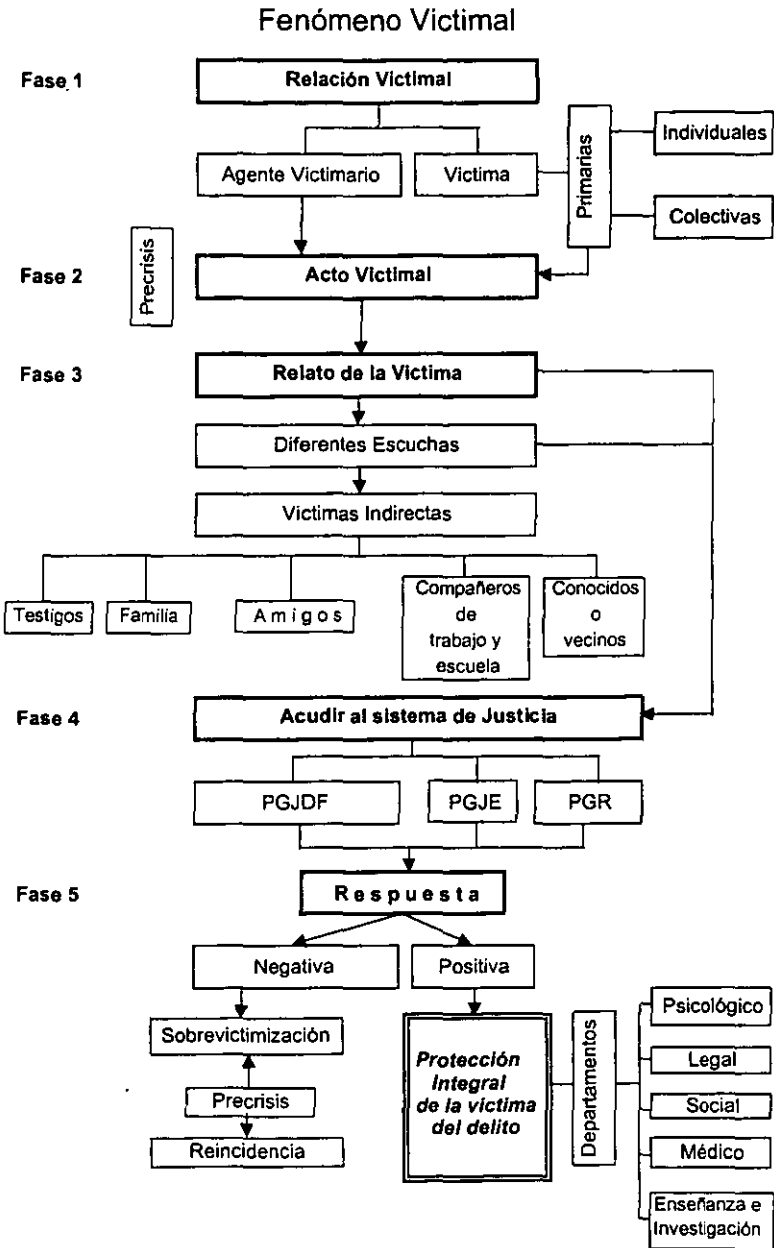 Fenómeno Victimal
Fase 1
Relación Victimal
Agente Victimario
Victima
Primarias
Individuales
Colectivas
Precrisis
Fase 2
Acto Victimal
Fase 3
Relato de la Victima
Diferentes Escuchas
Victimas Indirectas
Testigos
Familia
Amigos
Compañeros
de
trabajo y
escuela
Conocidos
o
vecinos
Fase 4
Acudir al sistema de Justicia
PGJDF
PGJE
PGR
Fase 5
Respuesta
Negativa
Positiva
Sobrevictimización
Precrisis
Reincidencia
Protección
Integral
de la victima
del delito
Departamentos
Psicológico
Legal
Social
Médico
Enseñanza e
Investigación